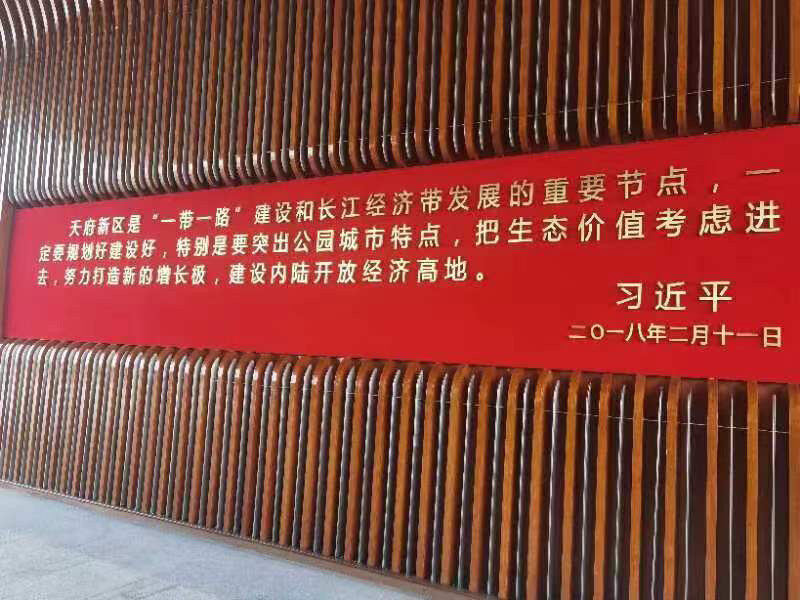 天府新区是“一带一路”建设和长江经济带发展的重要节点，一
定要规划好建设好，特别是要突出公园城市特点，把生态价值考虑进
去，努力打造新的增长极，建设内陆开放经济高地。
习近平
二〇一八年二月十一日